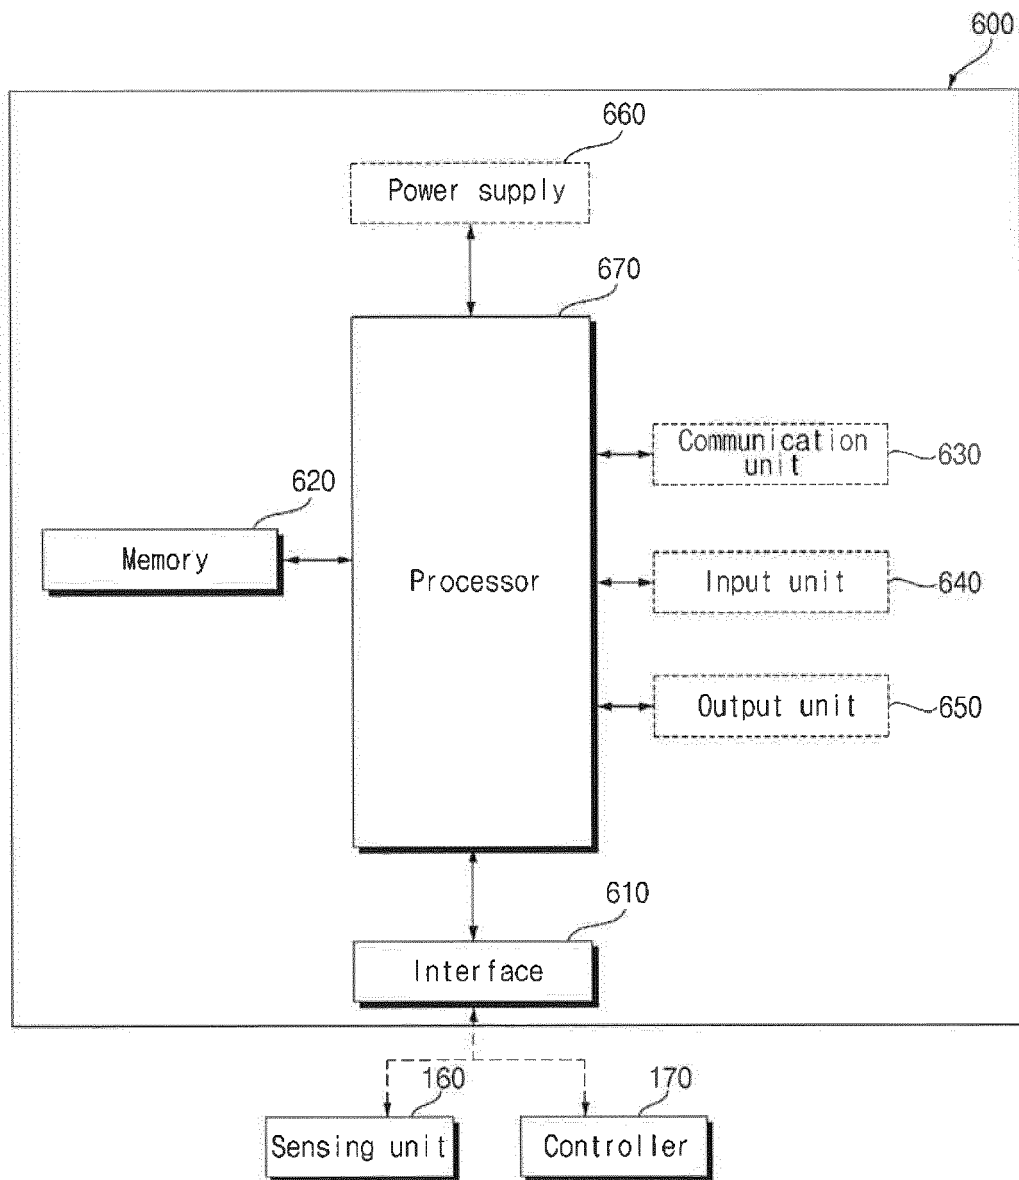 600
660
Power supply
670
Communication
unit
630
620
Memory
Processor
Input unit
640
Output unit
650
610
Interface
160
170
Sensing unit
Controller